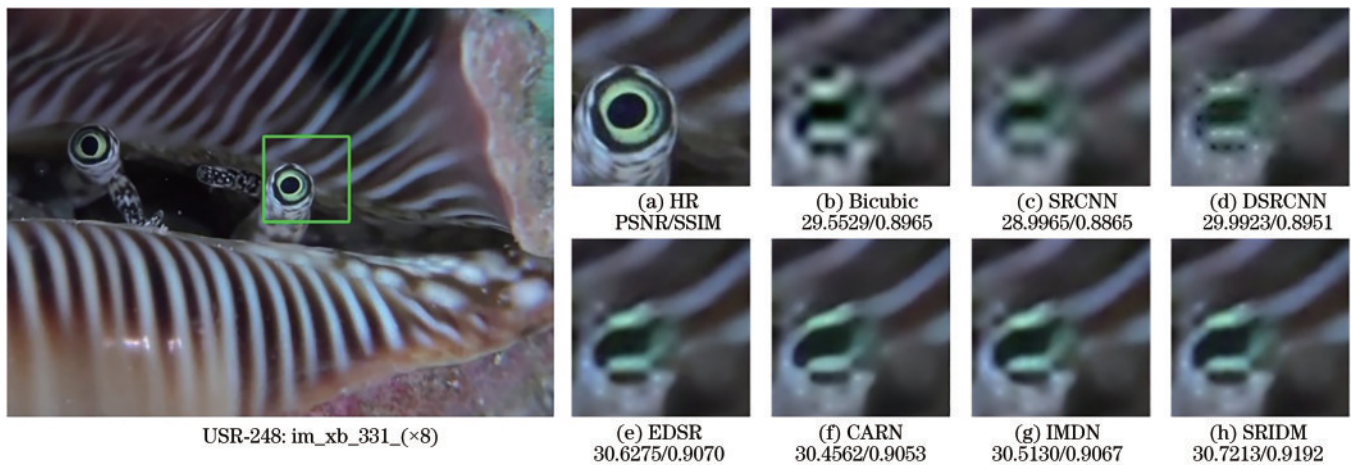 (a) HR
PSNR/SSIM
(b) Bicubic
29.5529/0.8965
(c) SRCNN
28.9965/0.8865
(d) DSRCNN
29.9923/0.8951
USR-248: im_xb_331_(×8)
(e) EDSR
30.6275/0.9070
(f) CARN
30.4562/0.9053
(g) IMDN
30.5130/0.9067
(h) SRIDM
30.7213/0.9192